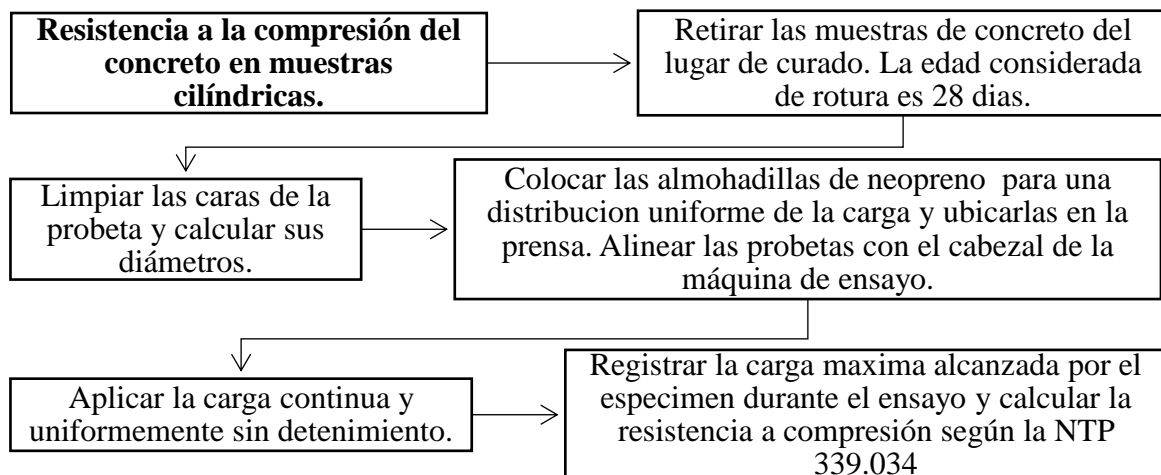 Resistencia a la compresión del
concreto en muestras
cilíndricas.
Retirar las muestras de concreto del
lugar de curado. La edad considerada
de rotura es 28 dias.
Limpiar las caras de la
probeta y calcular sus
diámetros.
Colocar las almohadillas de neopreno para una
distribucion uniforme de la carga y ubicarlas en la
prensa. Alinear las probetas con el cabezal de la
máquina de ensayo.
Aplicar la carga continua y
uniformemente sin detenimiento.
Registrar la carga maxima alcanzada por el
especimen durante el ensayo y calcular la
resistencia a compresión según la NTP
339.034